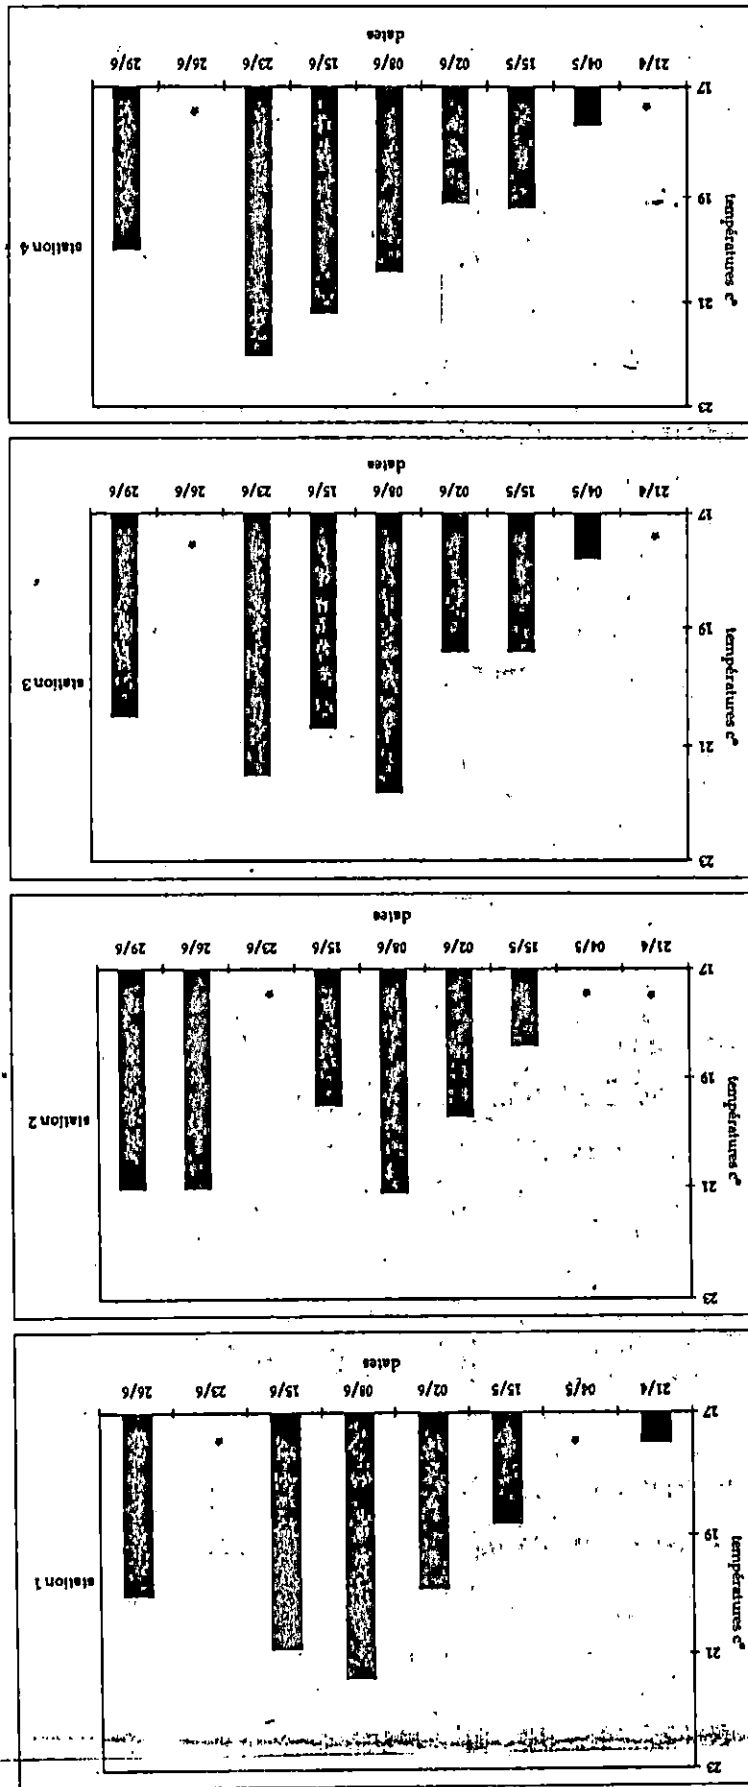 températures c°
23
21
19
17
station 1
* *
21/4 04/5 15/5 02/6 08/6 15/6 23/6 26/6
dates
températures c°
23
21
19
17
station 2
* * *
21/4 04/5 15/5 02/6 08/6 15/6 23/6 26/6 29/6
dates
températures c°
23
21
19
17
station 3
* *
21/4 04/5 15/5 02/6 08/6 15/6 23/6 26/6 29/6
dates
températures c°
23
21
19
17
station 4
* *
21/4 04/5 15/5 02/6 08/6 15/6 23/6 26/6 29/6
dates